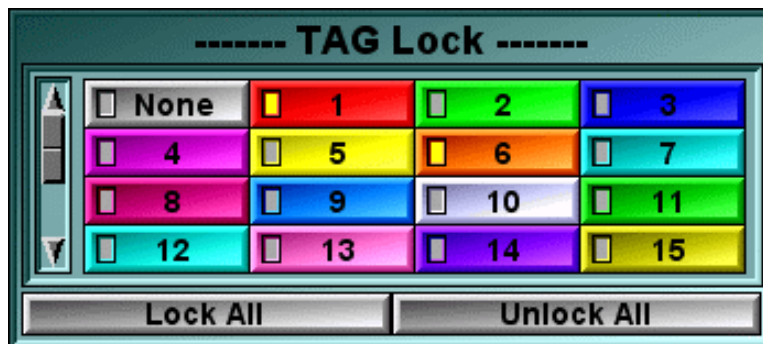 ------- TAG Lock -------
None 1 2 3
4 5 6 7
8 9 10 11
12 13 14 15
Lock All Unlock All